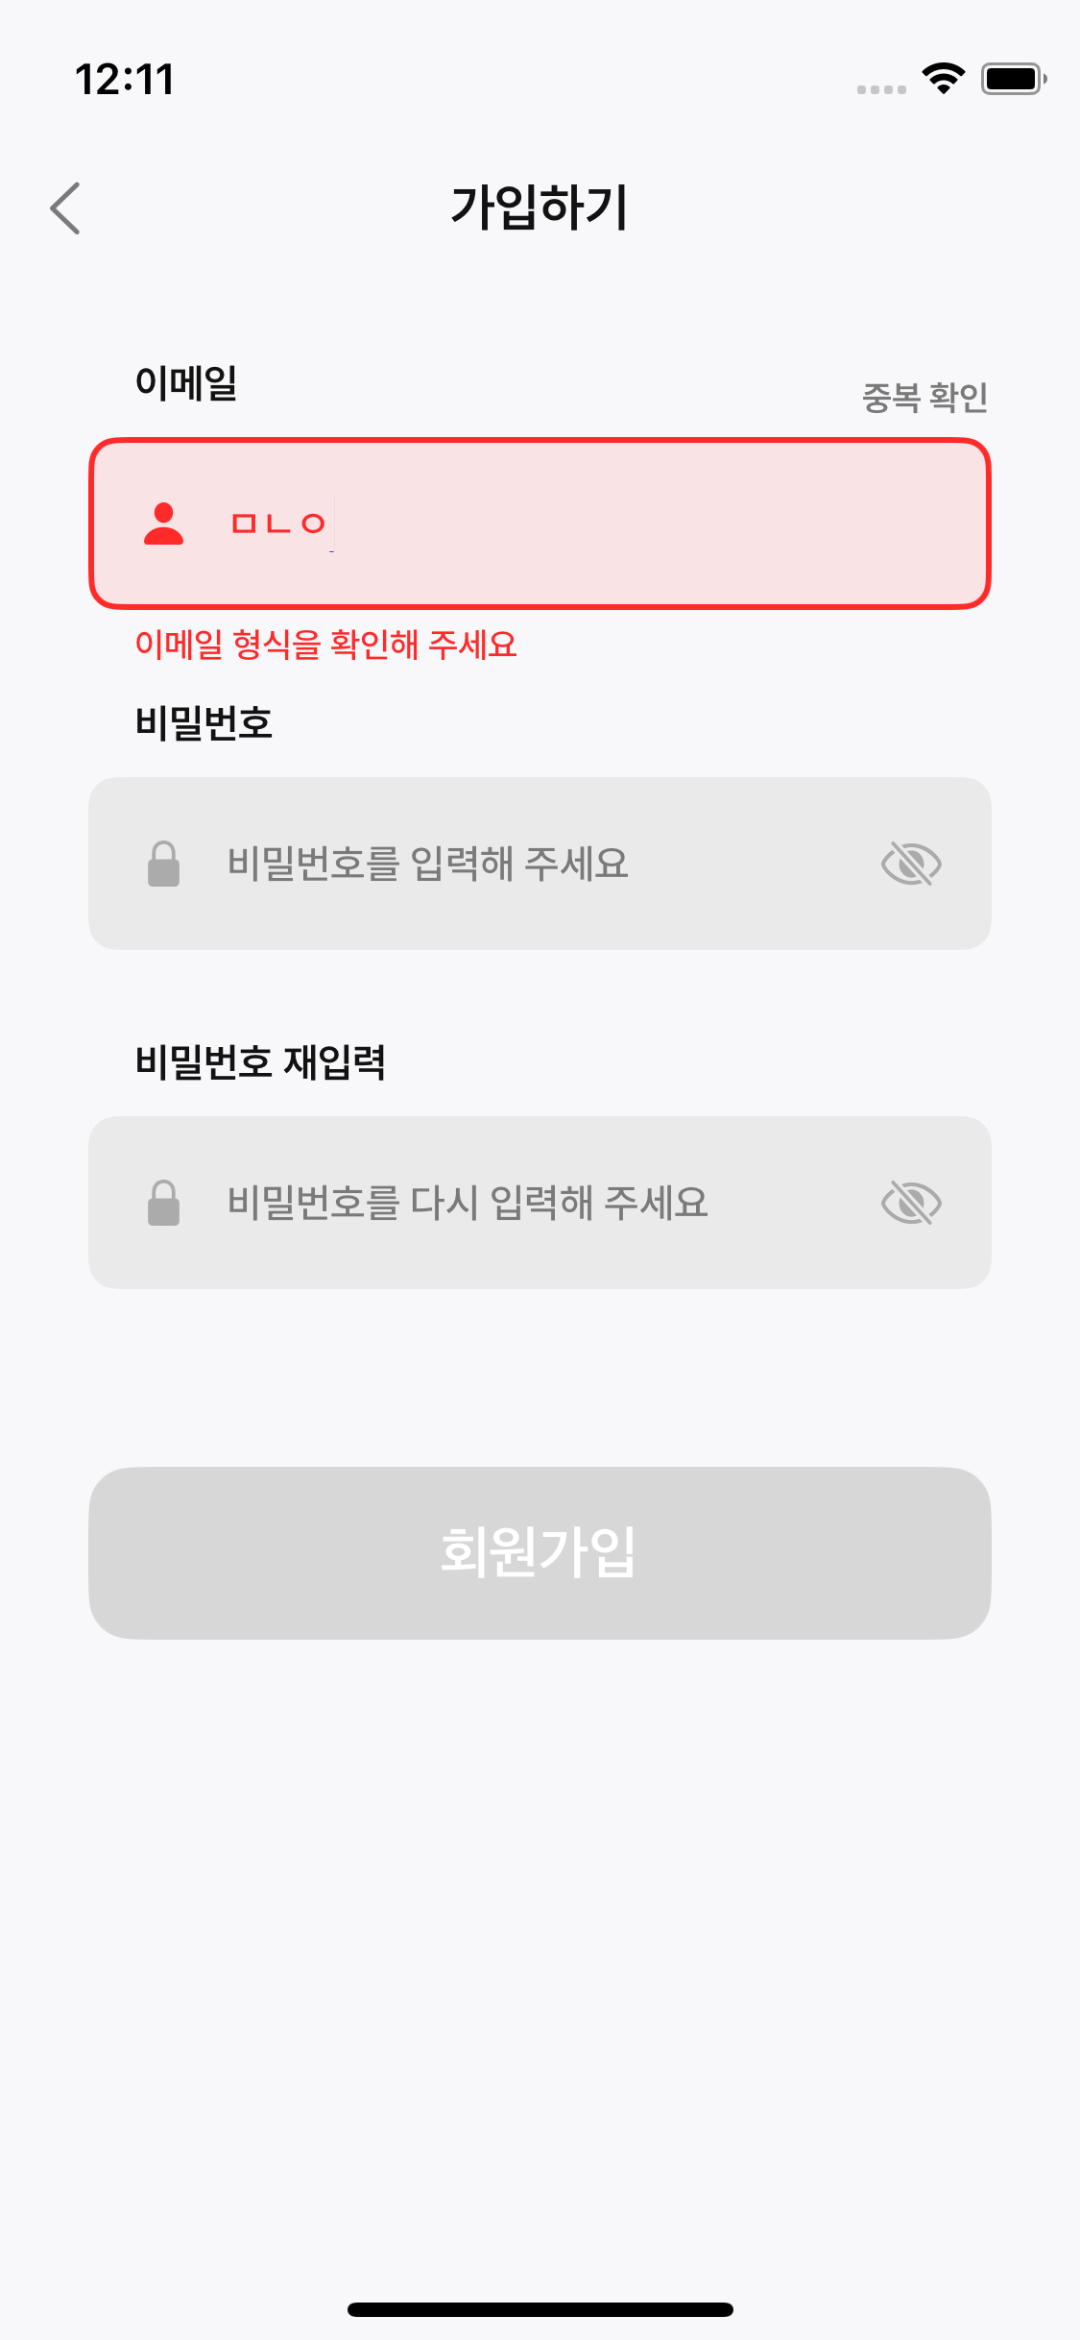 12:11
가입하기
이메일
중복 확인
ㅁㄴㅇ
이메일 형식을 확인해 주세요
비밀번호
비밀번호를 입력해 주세요
비밀번호 재입력
비밀번호를 다시 입력해 주세요
회원가입